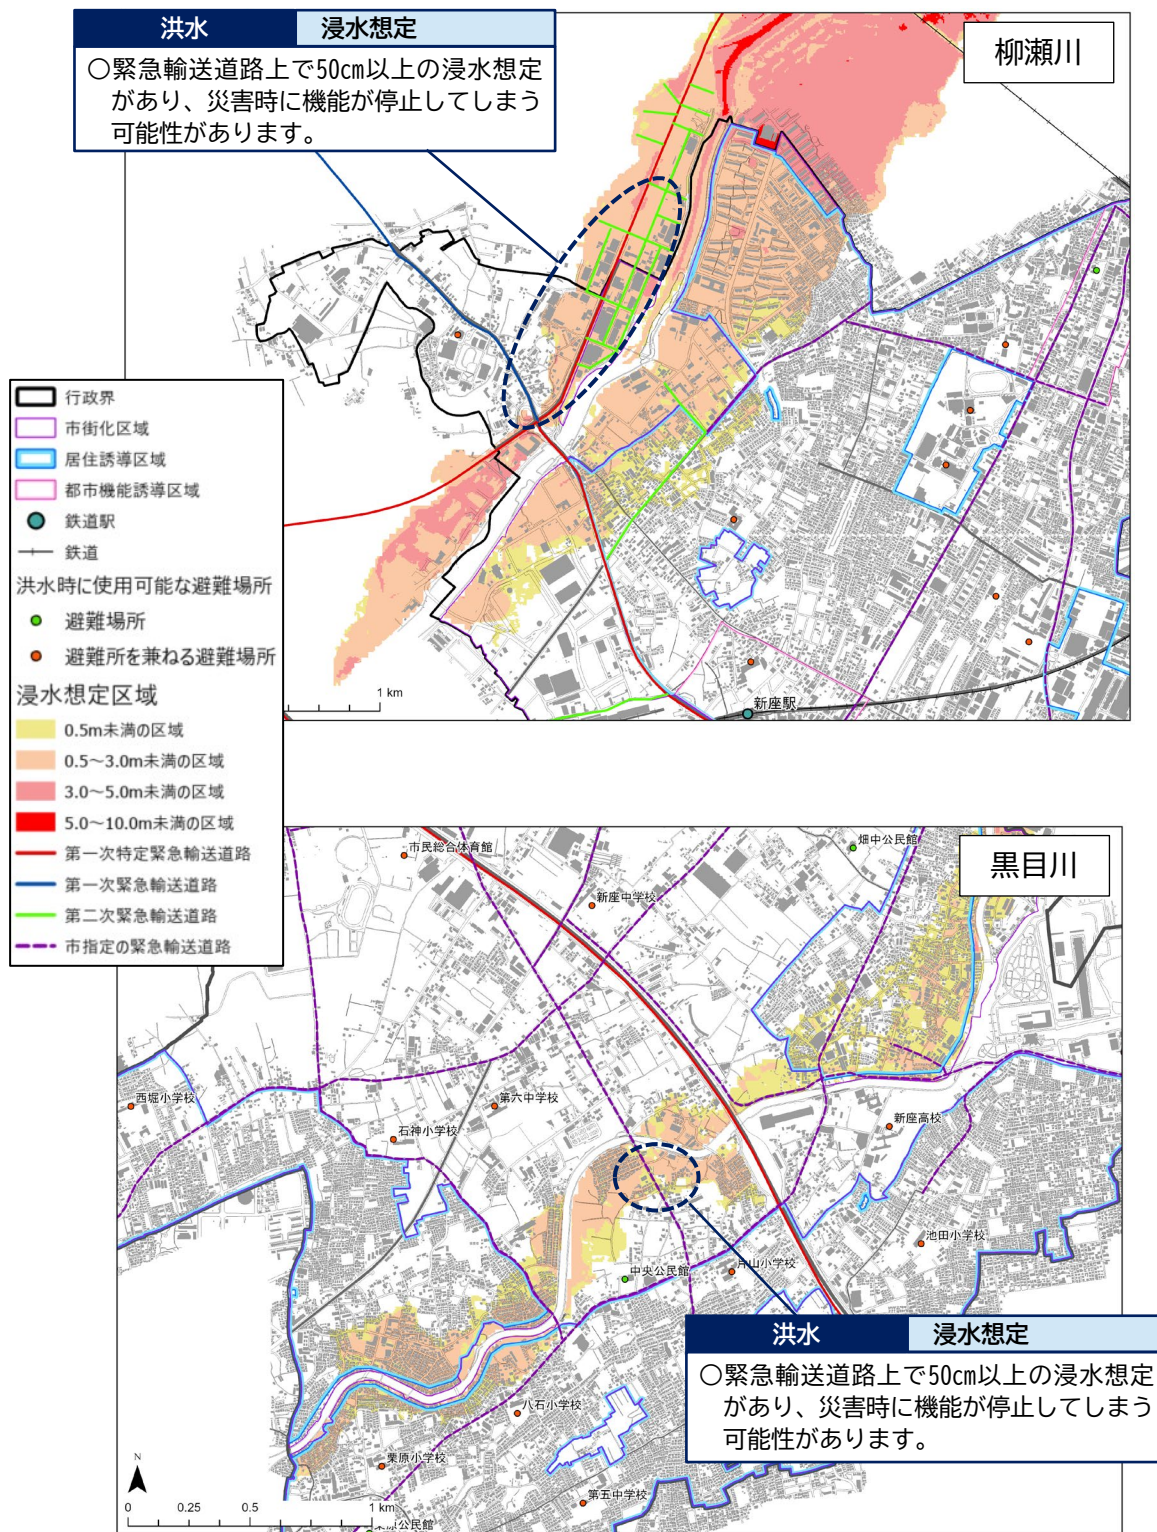 洪水 浸水想定
○緊急輸送道路上で50cm以上の浸水想定
があり、災害時に機能が停止してしまう
可能性があります。
柳瀬川
行政界
市街化区域
居住誘導区域
都市機能誘導区域
鉄道駅
鉄道
洪水時に使用可能な避難場所
避難場所
避難所を兼ねる避難場所
浸水想定区域
0.5m未満の区域
0.5～3.0m未満の区域
3.0～5.0m未満の区域
5.0～10.0m未満の区域
第一次特定緊急輸送道路
第一次緊急輸送道路
第二次緊急輸送道路
市指定の緊急輸送道路
1 km
新座駅
黒目川
市民総合体育館
畑中公民館
新座中学校
西堀小学校
第六中学校
石神小学校
新座高校
池田小学校
中央公民館
片山小学校
洪水 浸水想定
○緊急輸送道路上で50cm以上の浸水想定
があり、災害時に機能が停止してしまう
可能性があります。
八石小学校
栗原小学校
第五中学校
N
0 0.25 0.5 1 km